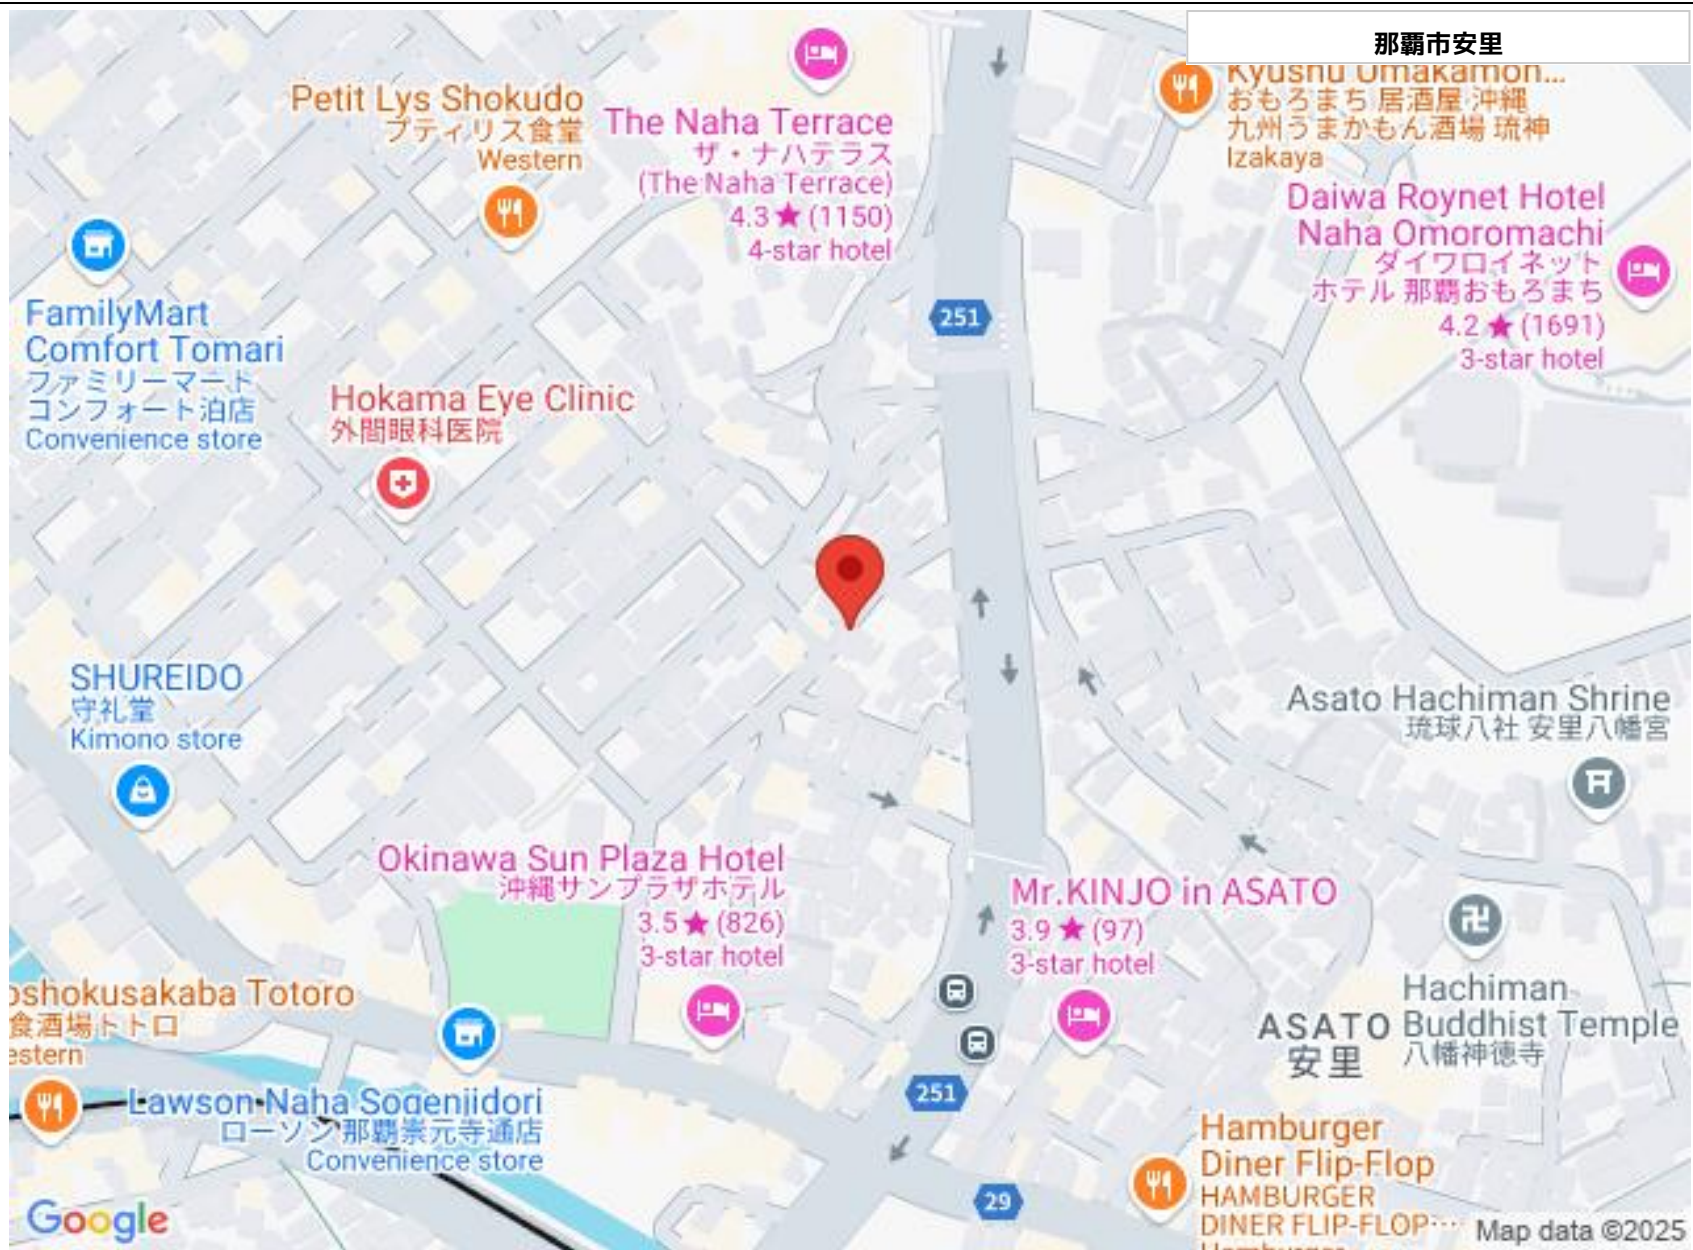 那覇市安里
Petit Lys Shokudo
プティリス食堂
Western
The Naha Terrace
ザ・ナハテラス
(The Naha Terrace)
4.3 ★ (1150)
4-star hotel
Kyushu Umakamon...
おもろまち 居酒屋 沖縄
九州うまかもん酒場 琉神
Izakaya
Daiwa Roynet Hotel
Naha Omoromachi
ダイワロイネット
ホテル 那覇おもろまち
4.2 ★ (1691)
3-star hotel
251
FamilyMart
Comfort Tomari
ファミリーマート
コンフォート泊店
Convenience store
Hokama Eye Clinic
外間眼科医院
SHUREIDO
守礼堂
Kimono store
Asato Hachiman Shrine
琉球八社 安里八幡宮
Okinawa Sun Plaza Hotel
沖縄サンプラザホテル
3.5 ★ (826)
3-star hotel
Mr.KINJO in ASATO
3.9 ★ (97)
3-star hotel
Hachiman
Buddhist Temple
八幡神徳寺
ASATO
安里
oshokusakaba Totoro
食酒場トトロ
estern
Lawson Naha Sogenjidori
ローソン 那覇崇元寺通店
Convenience store
251
29
Hamburger
Diner Flip-Flop
HAMBURGER
DINER FLIP-FLOP…
Hamburger
Google
Map data ©2025